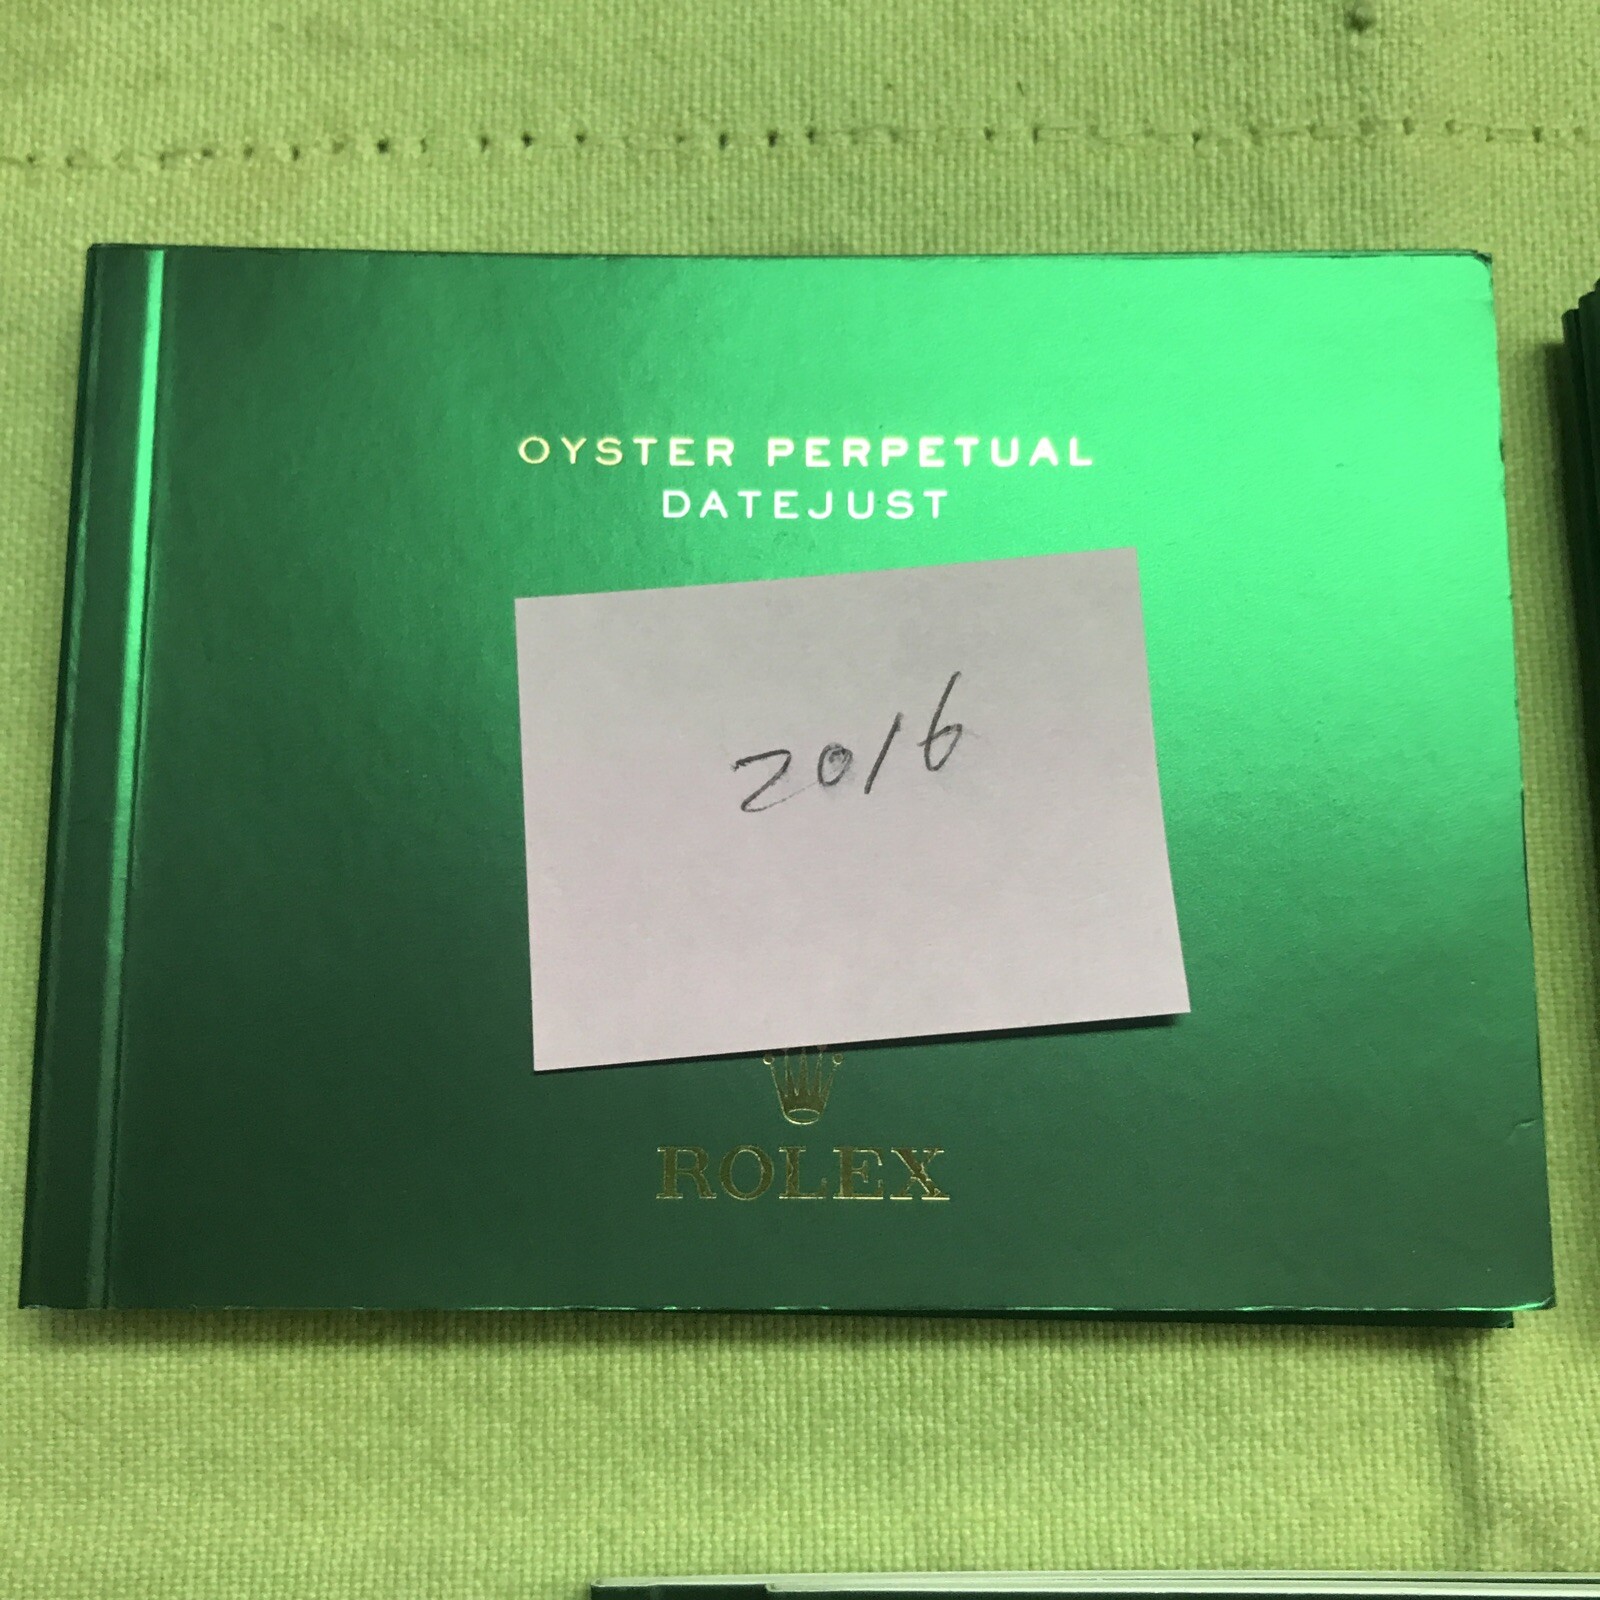 OYSTER PERPETUAL
DATEJUST
2016
ROLEX